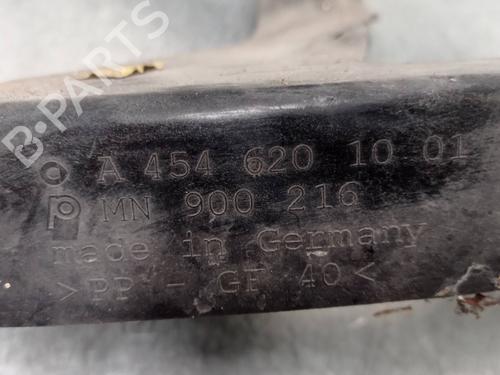 B-PARTS
A 454 620 10 01
MN 900 216
made in Germany
>PP - GF 40<